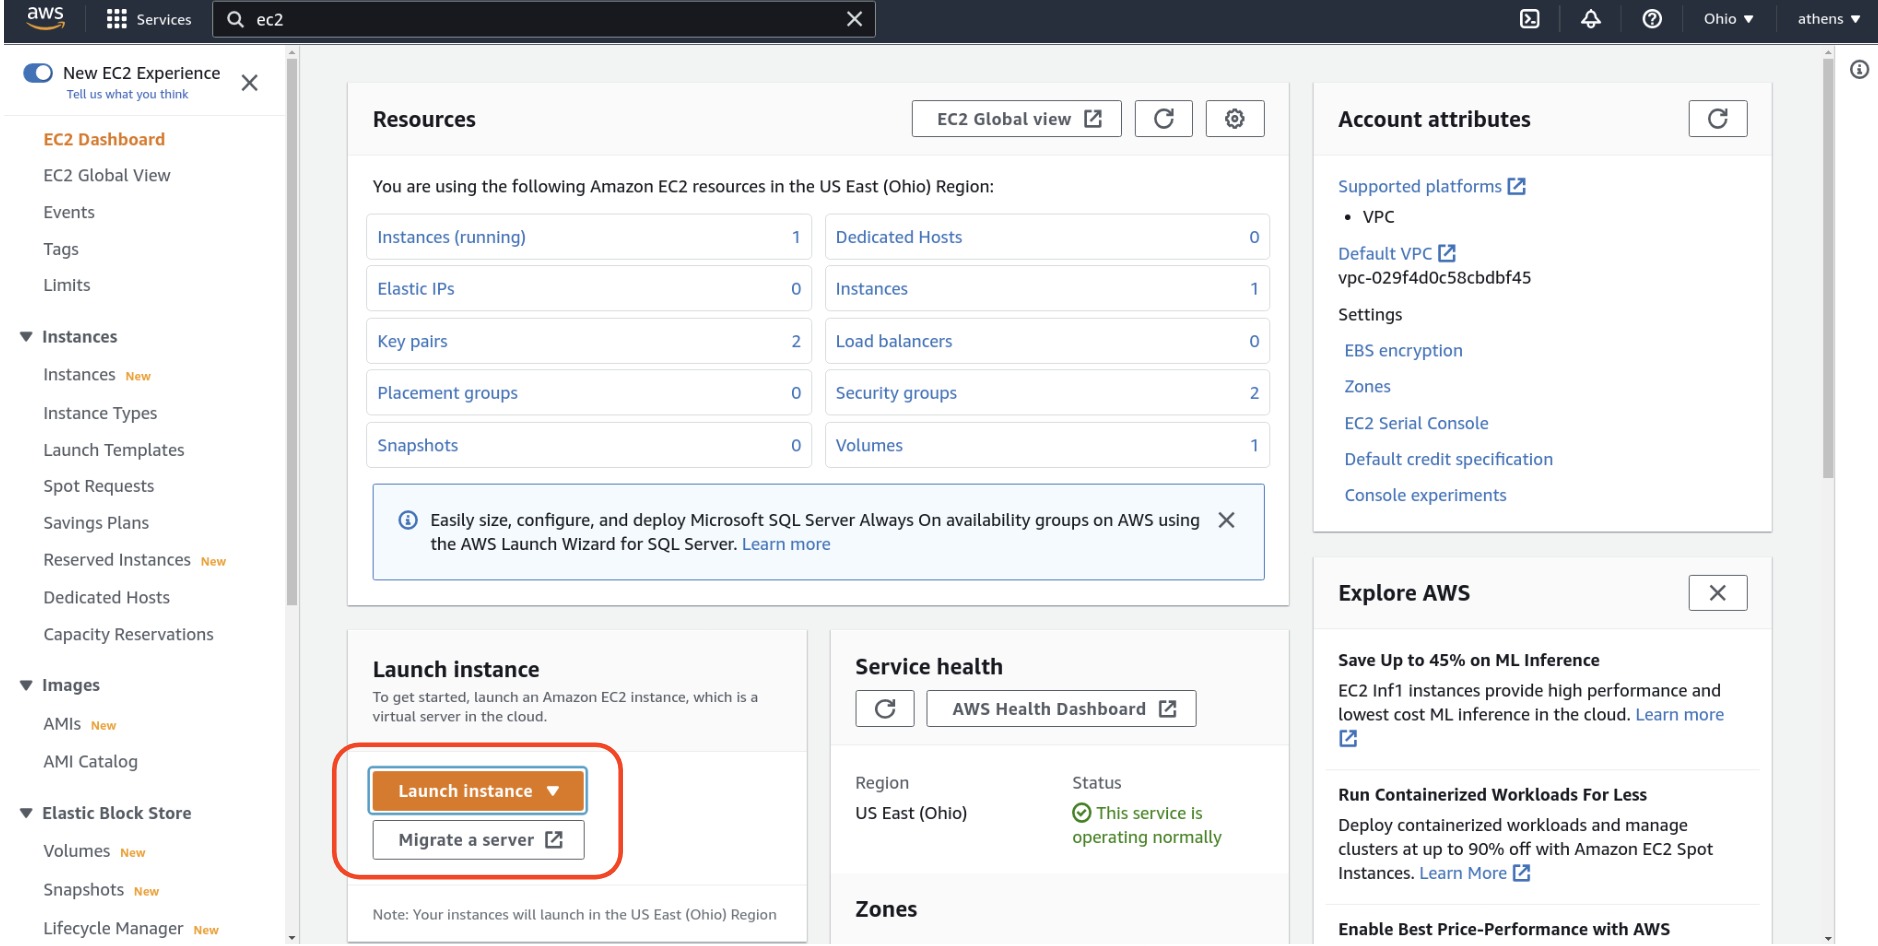 aws
Services
ec2
Ohio ▼
athens ▼
New EC2 Experience
Tell us what you think
EC2 Dashboard
EC2 Global View
Events
Tags
Limits
Instances
Instances New
Instance Types
Launch Templates
Spot Requests
Savings Plans
Reserved Instances New
Dedicated Hosts
Capacity Reservations
Images
AMIs New
AMI Catalog
Elastic Block Store
Volumes New
Snapshots New
Lifecycle Manager New
Resources
EC2 Global view
You are using the following Amazon EC2 resources in the US East (Ohio) Region:
Instances (running) 1
Dedicated Hosts 0
Elastic IPs 0
Instances 1
Key pairs 2
Load balancers 0
Placement groups 0
Security groups 2
Snapshots 0
Volumes 1
Easily size, configure, and deploy Microsoft SQL Server Always On availability groups on AWS using
the AWS Launch Wizard for SQL Server. Learn more
Launch instance
To get started, launch an Amazon EC2 instance, which is a
virtual server in the cloud.
Launch instance ▼
Migrate a server
Note: Your instances will launch in the US East (Ohio) Region
Service health
AWS Health Dashboard
Region
US East (Ohio)
Status
This service is
operating normally
Zones
Account attributes
Supported platforms
• VPC
Default VPC
vpc-029f4d0c58cbdbf45
Settings
EBS encryption
Zones
EC2 Serial Console
Default credit specification
Console experiments
Explore AWS
Save Up to 45% on ML Inference
EC2 Inf1 instances provide high performance and
lowest cost ML inference in the cloud. Learn more
Run Containerized Workloads For Less
Deploy containerized workloads and manage
clusters at up to 90% off with Amazon EC2 Spot
Instances. Learn More
Enable Best Price-Performance with AWS